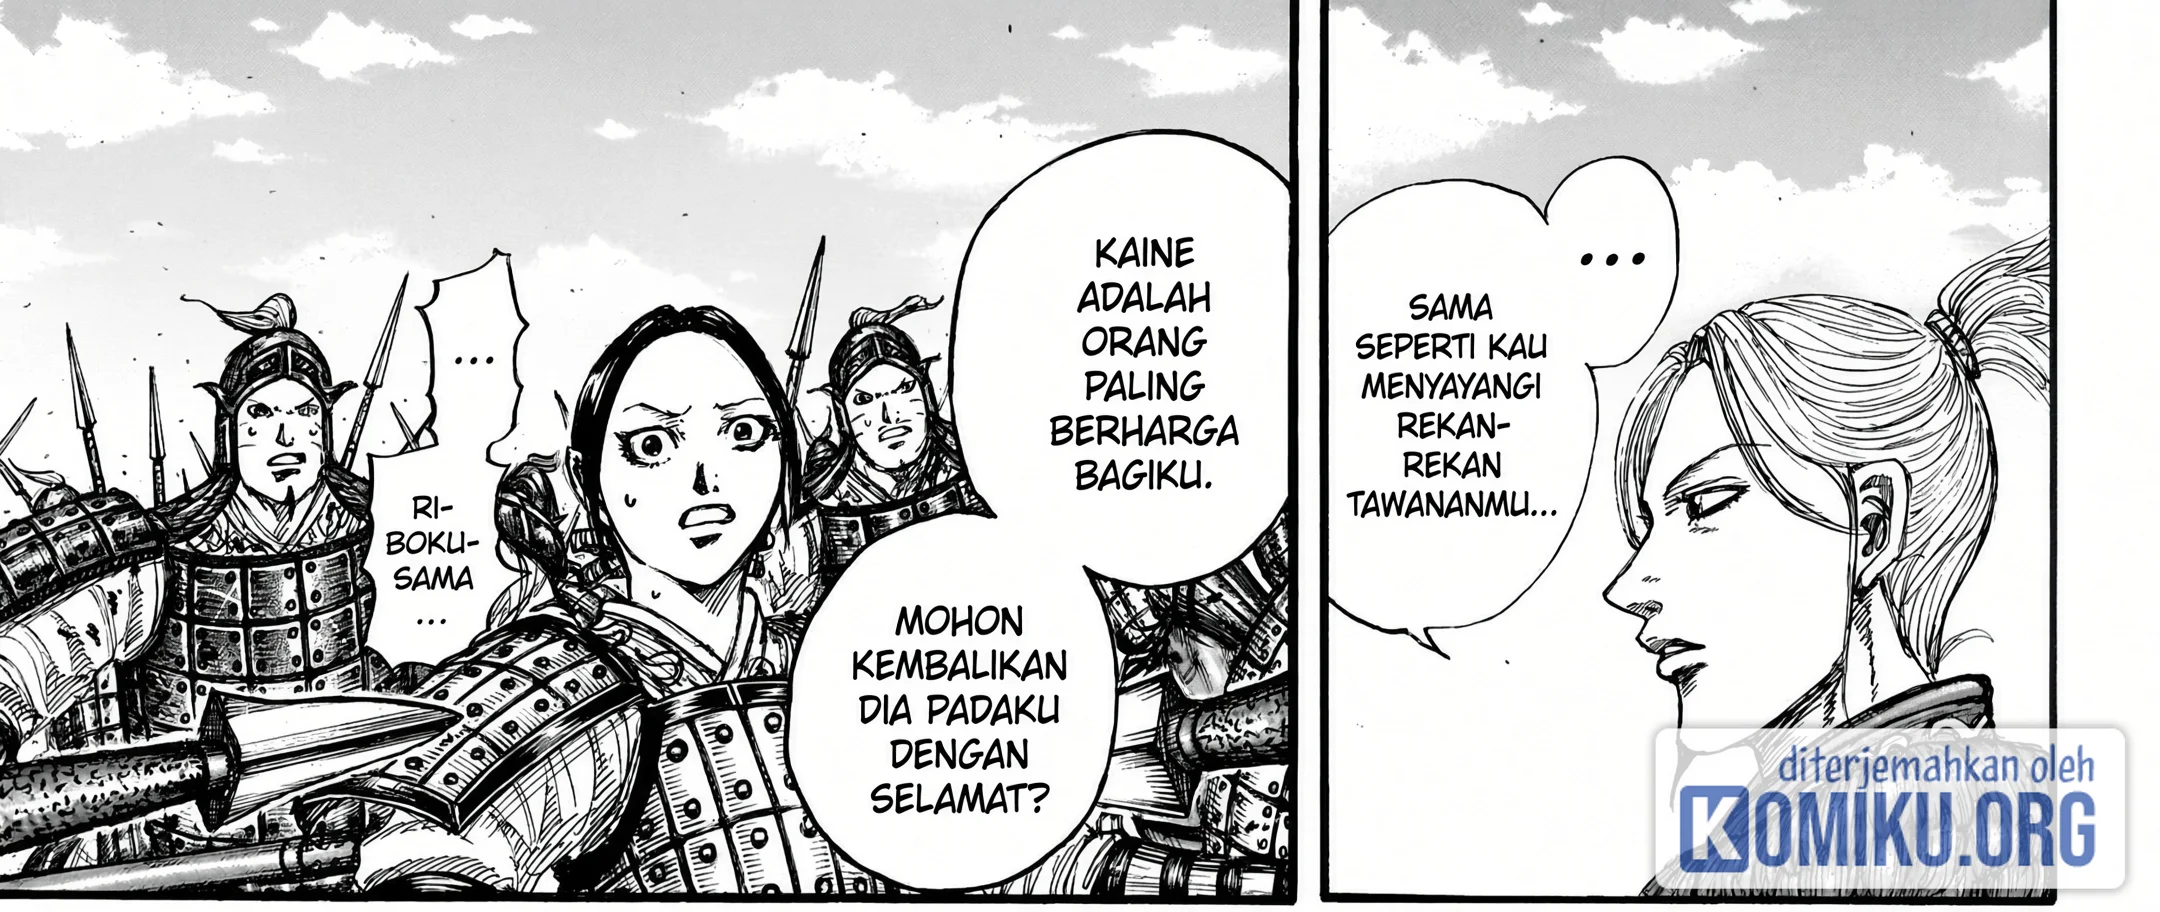 ...
SAMA
SEPERTI KAU
MENYAYANGI
REKAN-
REKAN
TAWANANMU...
KAINE
ADALAH
ORANG
PALING
BERHARGA
BAGIKU.
MOHON
KEMBALIKAN
DIA PADAKU
DENGAN
SELAMAT?
...
RI-
BOKU-
SAMA
...
diterjemahkan oleh
KOMIKU.ORG